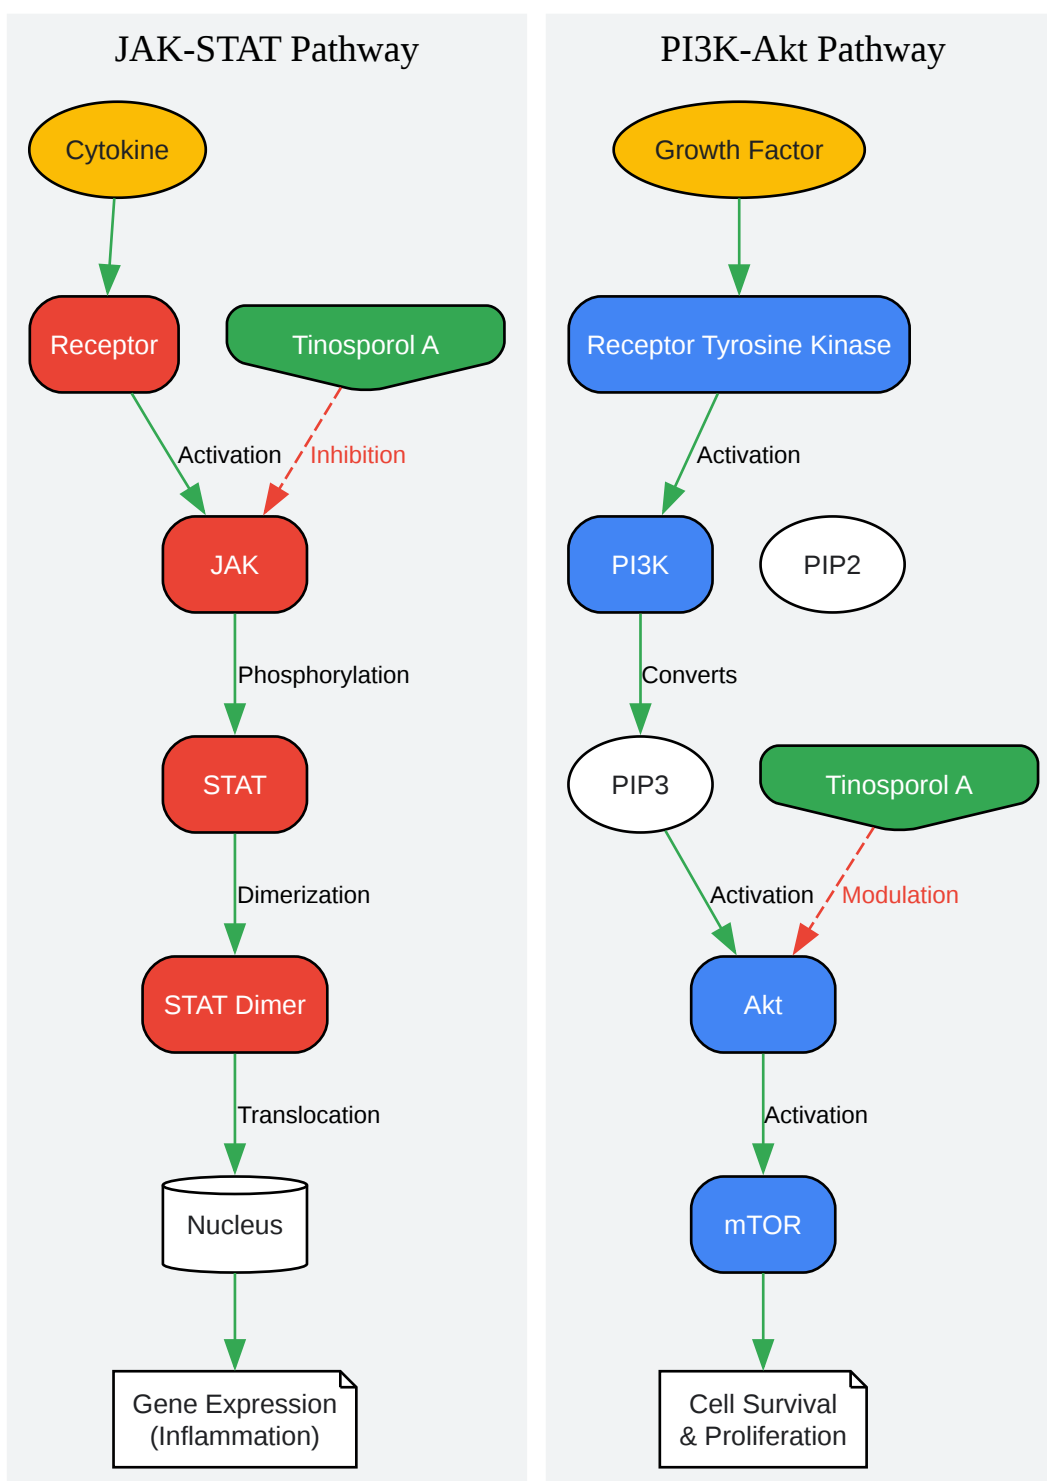 JAK-STAT Pathway
Cytokine
Receptor
Tinosporol A
Activation
Inhibition
JAK
Phosphorylation
STAT
Dimerization
STAT Dimer
Translocation
Nucleus
Gene Expression
(Inflammation)
PI3K-Akt Pathway
Growth Factor
Receptor Tyrosine Kinase
Activation
PI3K
PIP2
Converts
PIP3
Tinosporol A
Activation
Modulation
Akt
Activation
mTOR
Cell Survival
& Proliferation